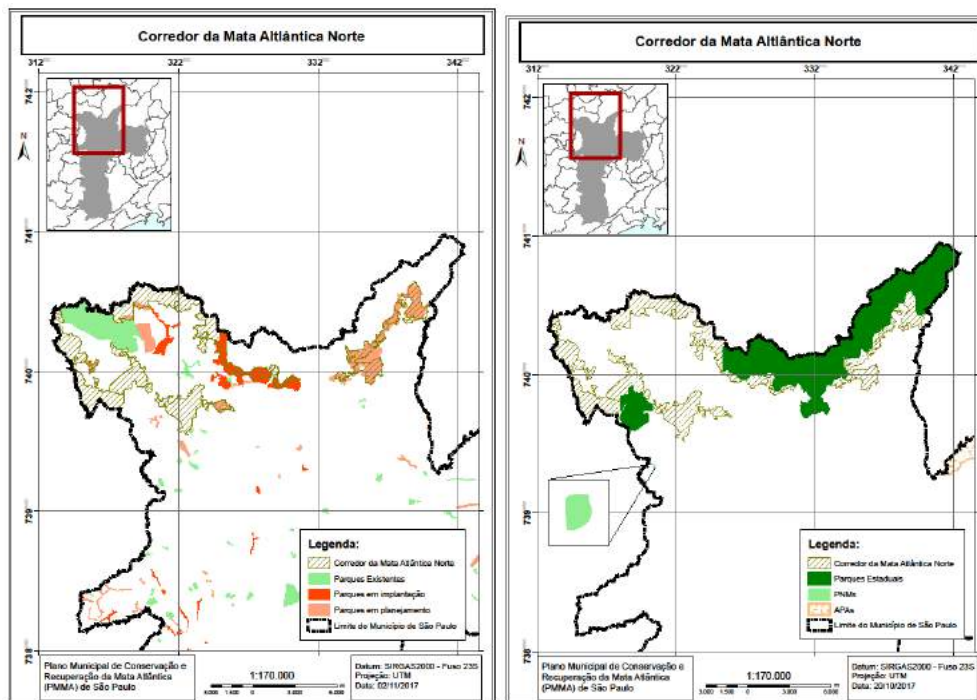 Corredor da Mata Altlântica Norte
312
322
332
342
742
741
740
739
738
N
Legenda:
Corredor da Mata Atlântica Norte
Parques Existentes
Parques em implantação
Parques em planejamento
Limite do Município de São Paulo
Plano Municipal de Conservação e
Recuperação da Mata Atlântica
(PMMA) de São Paulo
1:170.000
Datum: SIRGAS2000 - Fuso 23S
Projeção: UTM
Data: 02/11/2017
Corredor da Mata Altlântica Norte
312
322
332
342
742
741
740
739
738
N
Legenda:
Corredor da Mata Atlântica Norte
Parques Estaduais
PNMs
APAs
Limite do Município de São Paulo
Plano Municipal de Conservação e
Recuperação da Mata Atlântica
(PMMA) de São Paulo
1:170.000
Datum: SIRGAS2000 - Fuso 23S
Projeção: UTM
Data: 20/10/2017